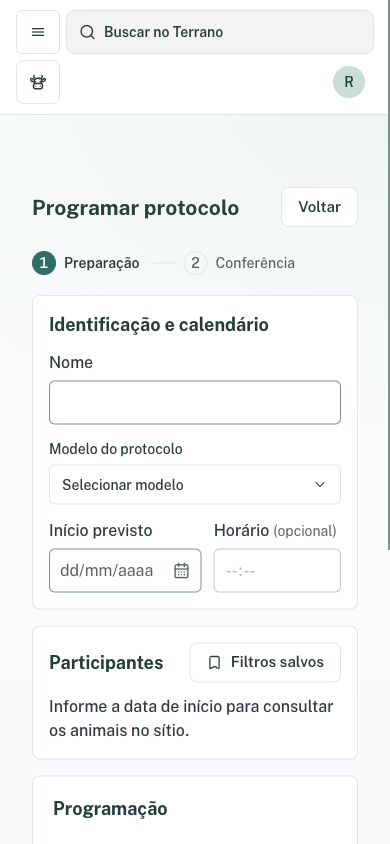 Buscar no Terrano
R
Programar protocolo
Voltar
1 Preparação
2 Conferência
Identificação e calendário
Nome
Modelo do protocolo
Selecionar modelo
Início previsto
Horário (opcional)
dd/mm/aaaa
--:--
Participantes
Filtros salvos
Informe a data de início para consultar
os animais no sítio.
Programação